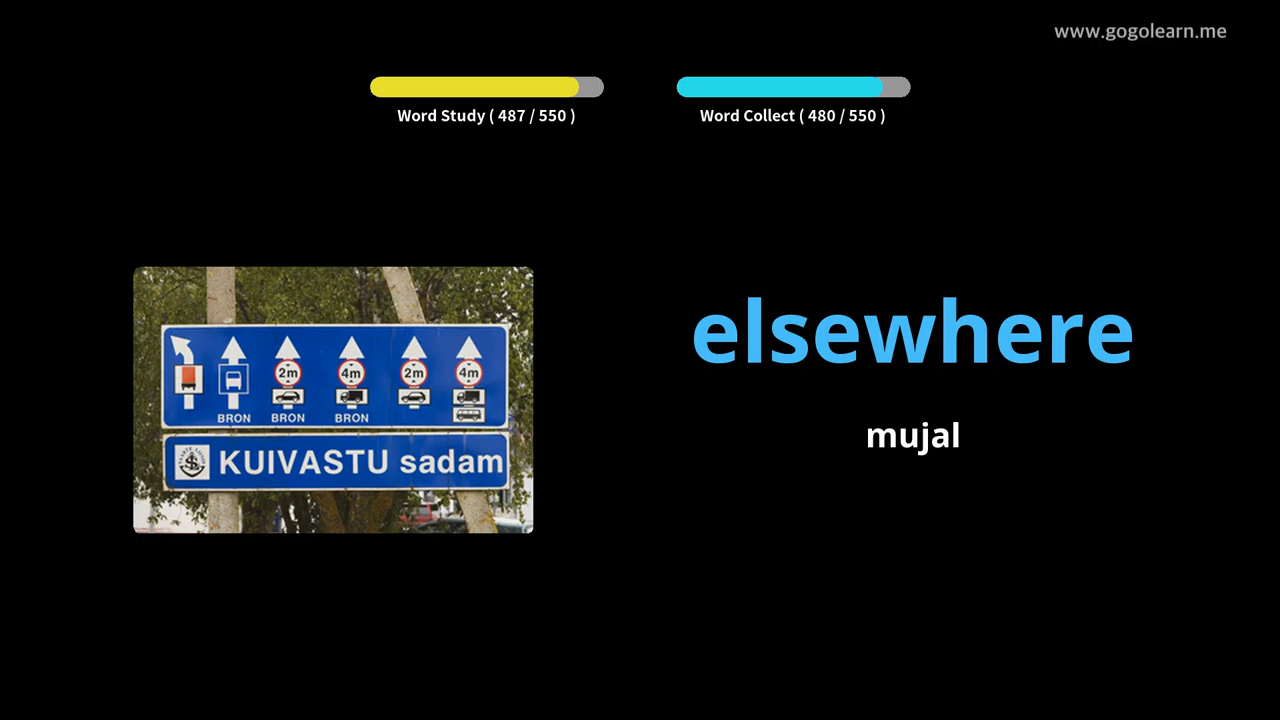 www.gogolearn.me
Word Study ( 487 / 550 )
Word Collect ( 480 / 550 )
elsewhere
mujal
2m 4m 2m 4m
BRON BRON BRON
KUIVASTU sadam